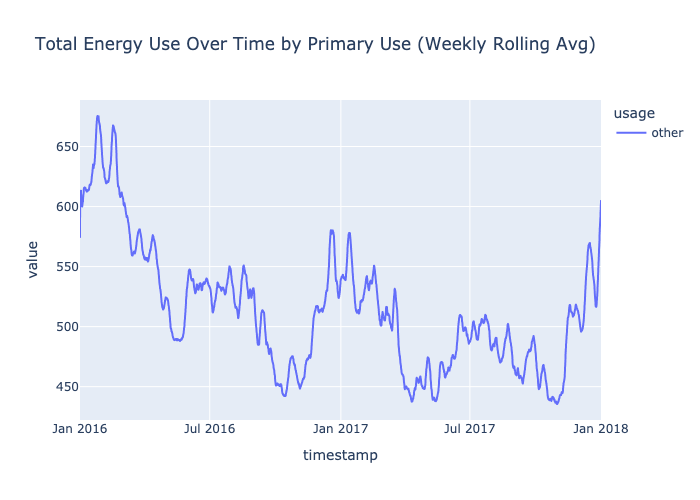 Total Energy Use Over Time by Primary Use (Weekly Rolling Avg)
usage
other
650
600
550
500
450
value
Jan 2016
Jul 2016
Jan 2017
Jul 2017
Jan 2018
timestamp